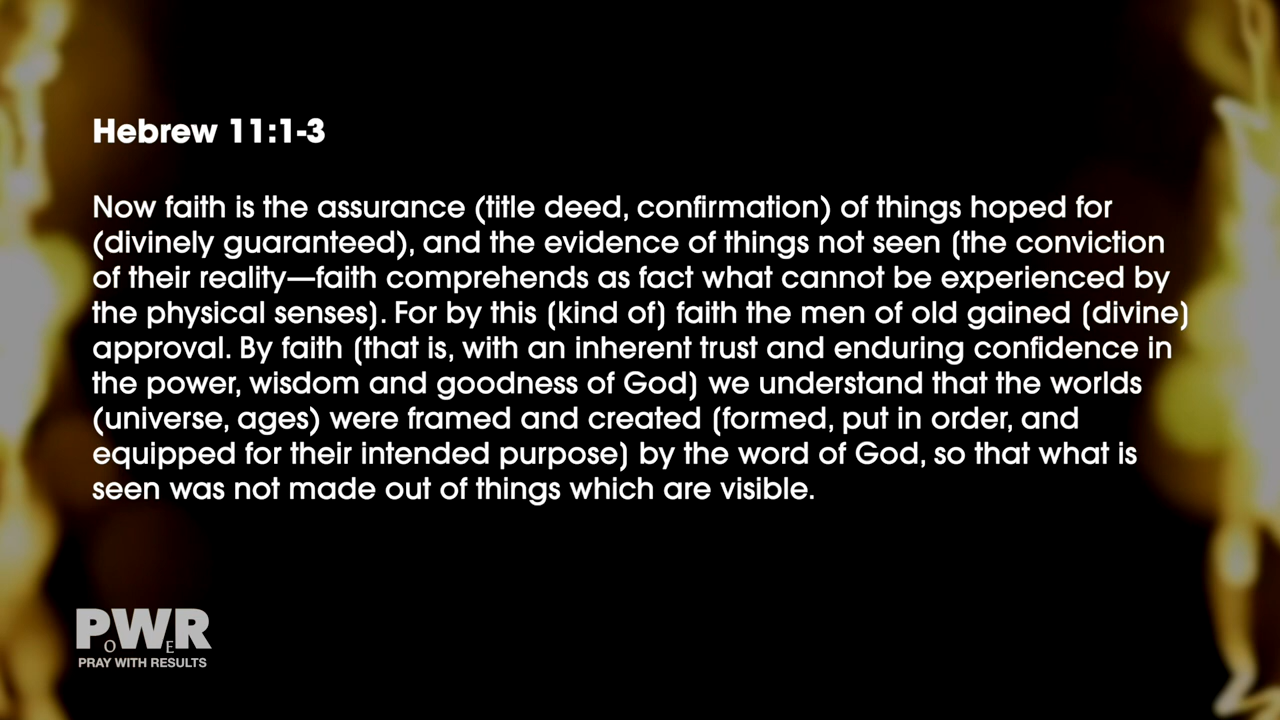 Hebrew 11:1-3
Now faith is the assurance (title deed, confirmation) of things hoped for
(divinely guaranteed), and the evidence of things not seen (the conviction
of their reality—faith comprehends as fact what cannot be experienced by
the physical senses). For by this (kind of) faith the men of old gained (divine)
approval. By faith (that is, with an inherent trust and enduring confidence in
the power, wisdom and goodness of God) we understand that the worlds
(universe, ages) were framed and created (formed, put in order, and
equipped for their intended purpose) by the word of God, so that what is
seen was not made out of things which are visible.
PoWER
PRAY WITH RESULTS